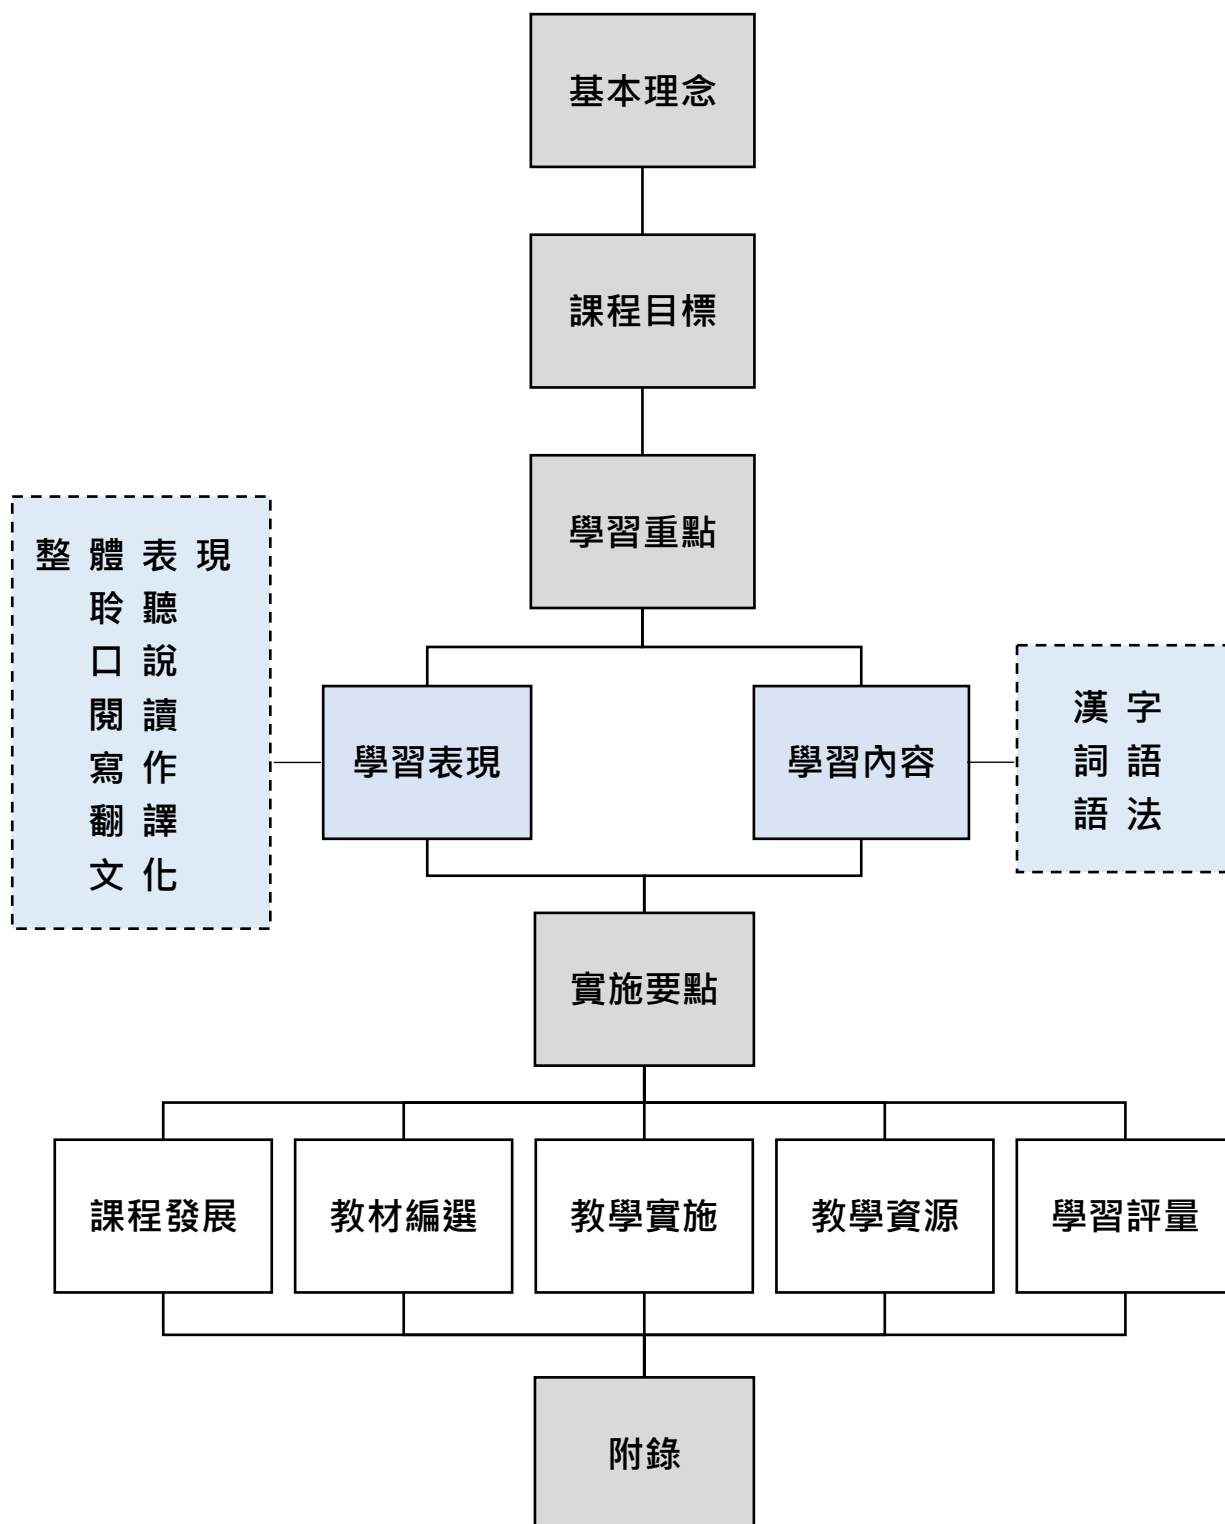 基本理念
課程目標
學習重點
整體表現
聆聽
口說
閱讀
寫作
翻譯
文化
學習表現
學習內容
漢字
詞語
語法
實施要點
課程發展
教材編選
教學實施
教學資源
學習評量
附錄